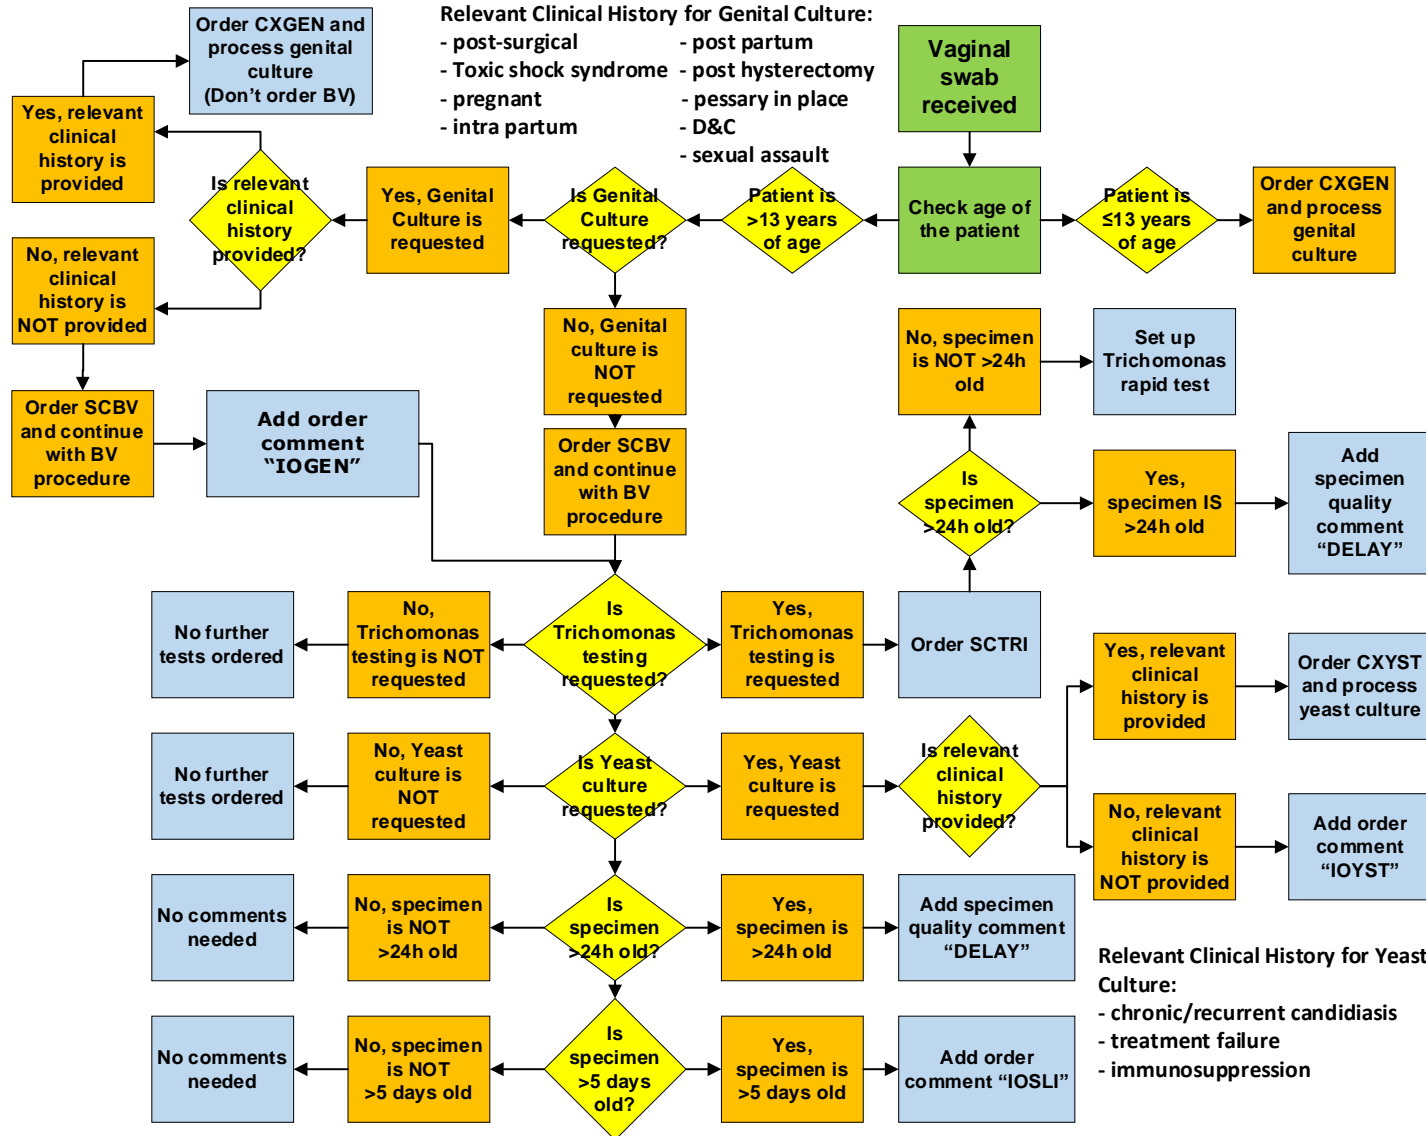 Relevant Clinical History for Genital Culture:
- post-surgical
- Toxic shock syndrome
- pregnant
- intra partum
- post partum
- post hysterectomy
- pessary in place
- D&C
- sexual assault
Order CXGEN and
process genital
culture
(Don’t order BV)
Vaginal
swab
received
Yes, relevant
clinical
history is
provided
Is relevant
clinical
history
provided?
Yes, Genital
Culture is
requested
Is Genital
Culture
requested?
Patient is
>13 years
of age
Check age of
the patient
Patient is
≤13 years
of age
Order CXGEN
and process
genital
culture
No, relevant
clinical
history is
NOT provided
No, Genital
culture is
NOT
requested
No, specimen
is NOT >24h
old
Set up
Trichomonas
rapid test
Order SCBV
and continue
with BV
procedure
Add order
comment
“IOGEN”
Order SCBV
and continue
with BV
procedure
Is
specimen
>24h old?
Yes,
specimen IS
>24h old
Add
specimen
quality
comment
“DELAY”
No further
tests ordered
No,
Trichomonas
testing is NOT
requested
Is
Trichomonas
testing
requested?
Yes,
Trichomonas
testing is
requested
Order SCTRI
Yes, relevant
clinical
history is
provided
Order CXYST
and process
yeast culture
No further
tests ordered
No, Yeast
culture is
NOT
requested
Is Yeast
culture
requested?
Yes, Yeast
culture is
requested
Is relevant
clinical
history
provided?
No, relevant
clinical
history is
NOT provided
Add order
comment
“IOYST”
No comments
needed
No, specimen
is NOT
>24h old
Is
specimen
>24h old?
Yes,
specimen is
>24h old
Add specimen
quality comment
“DELAY”
Relevant Clinical History for Yeast
Culture:
- chronic/recurrent candidiasis
- treatment failure
- immunosuppression
No comments
needed
No, specimen
is NOT
>5 days old
Is
specimen
>5 days
old?
Yes,
specimen is
>5 days old
Add order
comment “IOSLI”